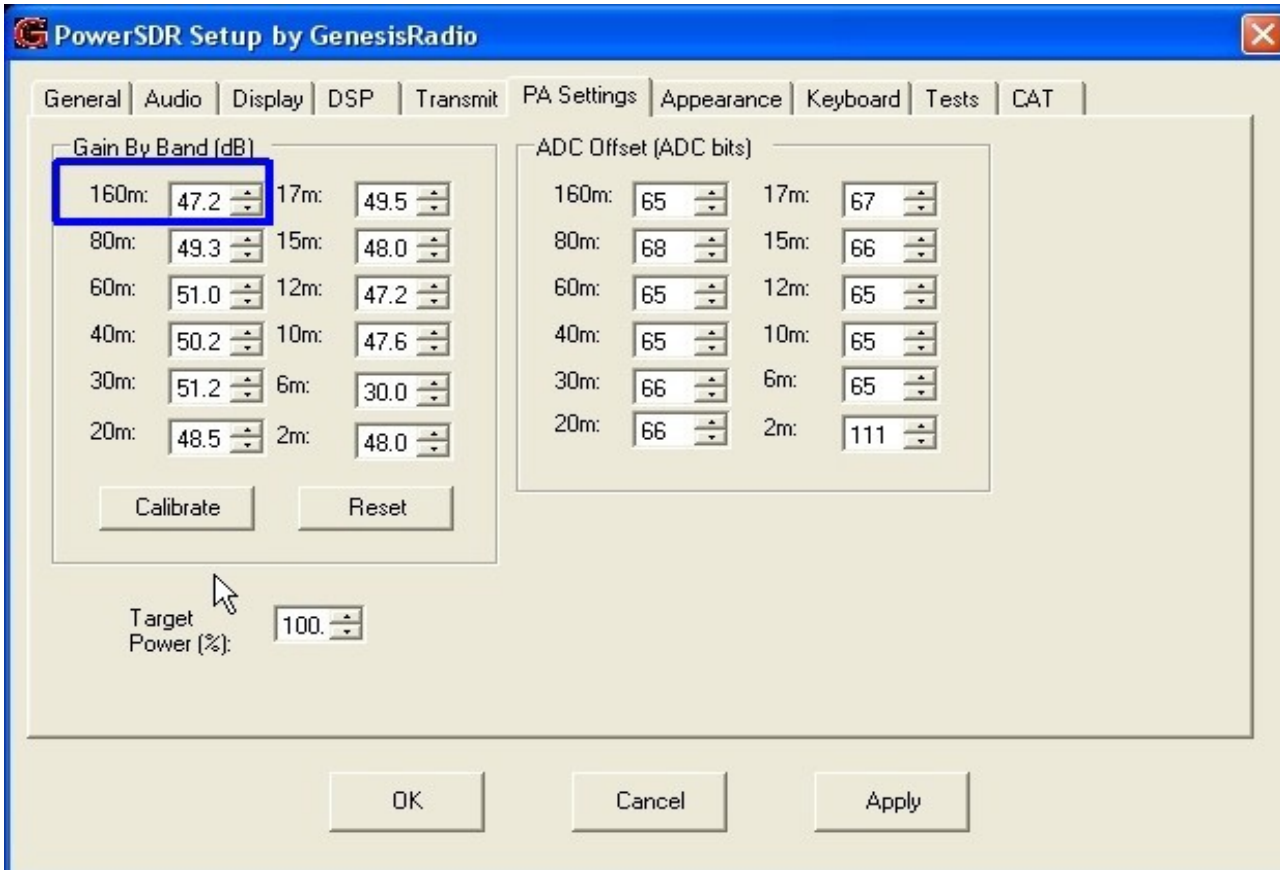 PowerSDR Setup by GenesisRadio
General Audio Display DSP Transmit PA Settings Appearance Keyboard Tests CAT
Gain By Band (dB)
160m: 47.2 17m: 49.5
80m: 49.3 15m: 48.0
60m: 51.0 12m: 47.2
40m: 50.2 10m: 47.6
30m: 51.2 6m: 30.0
20m: 48.5 2m: 48.0
Calibrate Reset
ADC Offset (ADC bits)
160m: 65 17m: 67
80m: 68 15m: 66
60m: 65 12m: 65
40m: 65 10m: 65
30m: 66 6m: 65
20m: 66 2m: 111
Target
Power (%): 100.
OK Cancel Apply